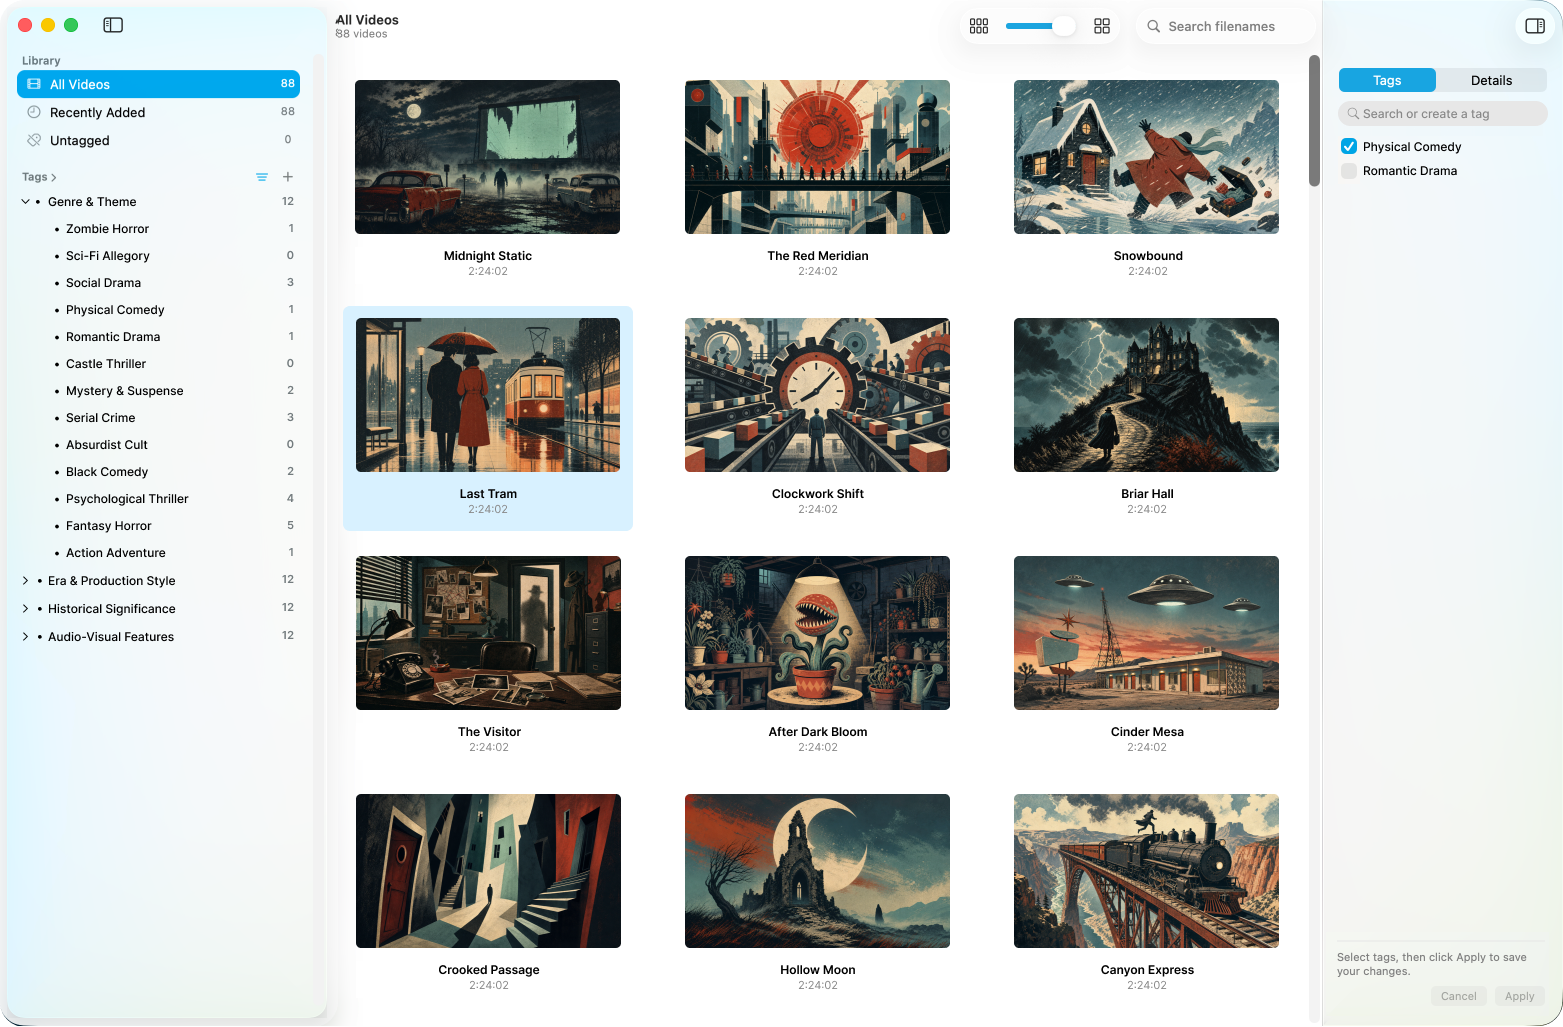 All Videos
88 videos
Search filenames
Library
All Videos 88
Recently Added 88
Untagged 0
Tags
Genre & Theme 12
Zombie Horror 1
Sci-Fi Allegory 0
Social Drama 3
Physical Comedy 1
Romantic Drama 1
Castle Thriller 0
Mystery & Suspense 2
Serial Crime 3
Absurdist Cult 0
Black Comedy 2
Psychological Thriller 4
Fantasy Horror 5
Action Adventure 1
Era & Production Style 12
Historical Significance 12
Audio-Visual Features 12
Midnight Static
2:24:02
The Red Meridian
2:24:02
Snowbound
2:24:02
Last Tram
2:24:02
Clockwork Shift
2:24:02
Briar Hall
2:24:02
The Visitor
2:24:02
After Dark Bloom
2:24:02
Cinder Mesa
2:24:02
Crooked Passage
2:24:02
Hollow Moon
2:24:02
Canyon Express
2:24:02
Tags Details
Search or create a tag
Physical Comedy
Romantic Drama
Select tags, then click Apply to save
your changes.
Cancel Apply